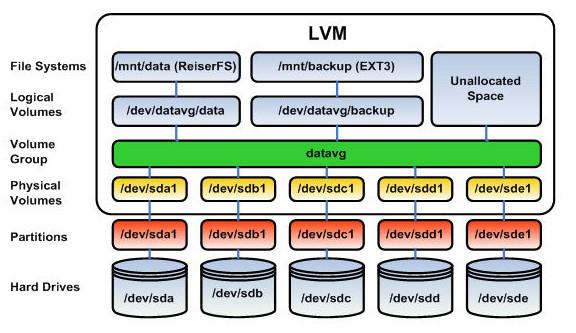 LVM
File Systems
/mnt/data (ReiserFS)
/mnt/backup (EXT3)
Unallocated
Space
Logical
Volumes
/dev/datavg/data
/dev/datavg/backup
Volume
Group
datavg
Physical
Volumes
/dev/sda1
/dev/sdb1
/dev/sdc1
/dev/sdd1
/dev/sde1
Partitions
/dev/sda1
/dev/sdb1
/dev/sdc1
/dev/sdd1
/dev/sde1
Hard Drives
/dev/sda
/dev/sdb
/dev/sdc
/dev/sdd
/dev/sde